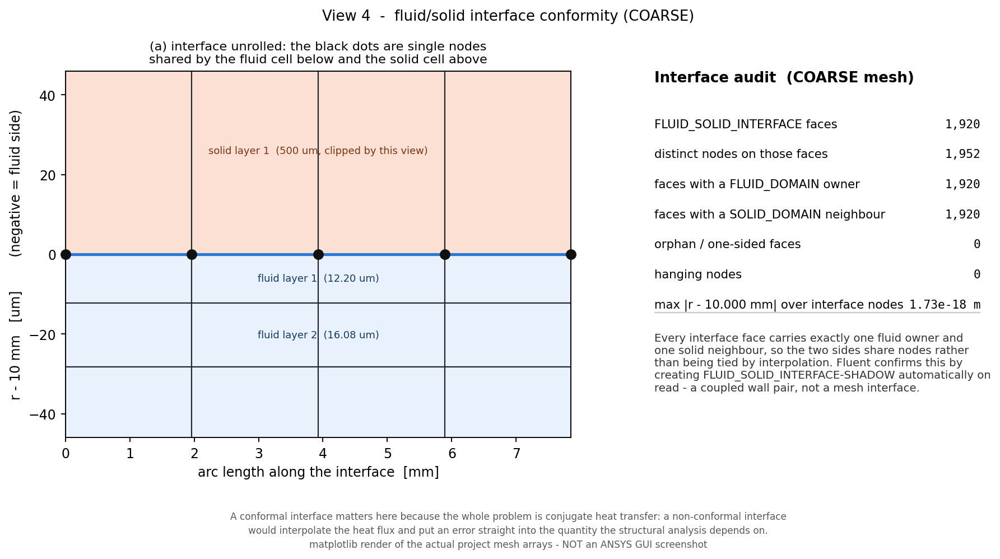 View 4  -  fluid/solid interface conformity (COARSE)
(a) interface unrolled: the black dots are single nodes
shared by the fluid cell below and the solid cell above
r - 10 mm   [um]          (negative = fluid side)
40
20
0
−20
−40
solid layer 1  (500 um, clipped by this view)
fluid layer 1  (12.20 um)
fluid layer 2  (16.08 um)
0 1 2 3 4 5 6 7
arc length along the interface  [mm]
Interface audit  (COARSE mesh)
FLUID_SOLID_INTERFACE faces 1,920
distinct nodes on those faces 1,952
faces with a FLUID_DOMAIN owner 1,920
faces with a SOLID_DOMAIN neighbour 1,920
orphan / one-sided faces 0
hanging nodes 0
max |r - 10.000 mm| over interface nodes 1.73e-18 m
Every interface face carries exactly one fluid owner and
one solid neighbour, so the two sides share nodes rather
than being tied by interpolation. Fluent confirms this by
creating FLUID_SOLID_INTERFACE-SHADOW automatically on
read - a coupled wall pair, not a mesh interface.
A conformal interface matters here because the whole problem is conjugate heat transfer: a non-conformal interface
would interpolate the heat flux and put an error straight into the quantity the structural analysis depends on.
matplotlib render of the actual project mesh arrays - NOT an ANSYS GUI screenshot